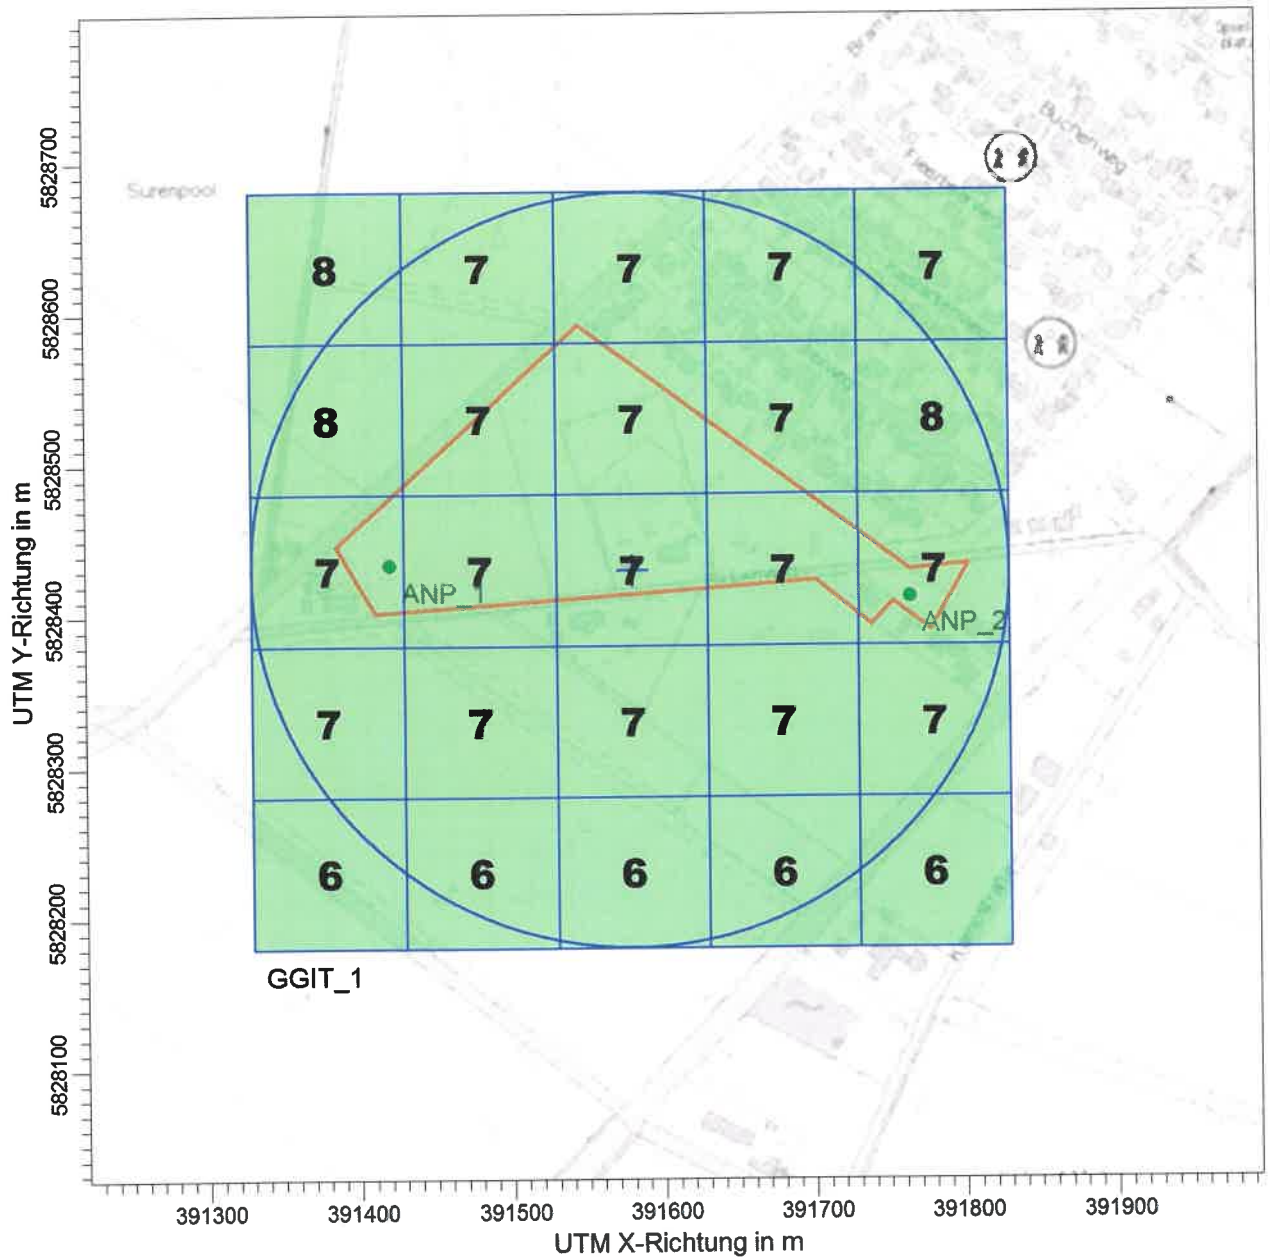 Buchenweg
5828700
Surenpool
8 7 7 7 7
5828600
8 7 7 7 8
5828500
7 7 7 7 7
ANP_1
5828400
ANP_2
7 7 7 7 7
5828300
6 6 6 6 6
5828200
GGIT_1
5828100
UTM Y-Richtung in m
391300 391400 391500 391600 391700 391800 391900
UTM X-Richtung in m